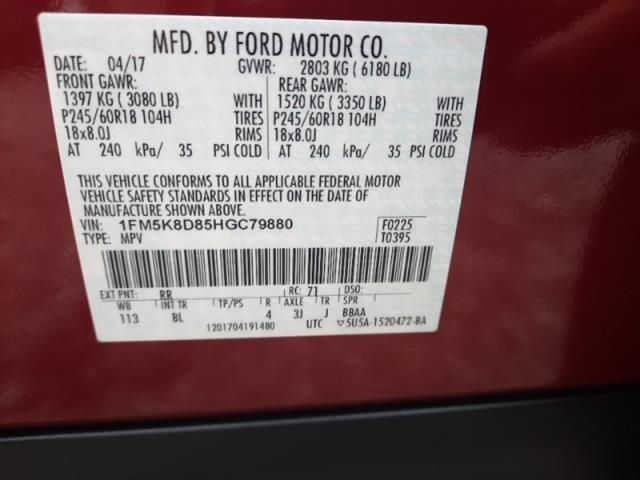 MFD. BY FORD MOTOR CO.
DATE: 04/17 GVWR: 2803 KG ( 6180 LB)
FRONT GAWR: REAR GAWR:
1397 KG ( 3080 LB) WITH 1520 KG ( 3350 LB) WITH
P245/60R18 104H TIRES P245/60R18 104H TIRES
18x8.0J RIMS 18x8.0J RIMS
AT 240 kPa/ 35 PSI COLD AT 240 kPa/ 35 PSI COLD
THIS VEHICLE CONFORMS TO ALL APPLICABLE FEDERAL MOTOR
VEHICLE SAFETY STANDARDS IN EFFECT ON THE DATE OF
MANUFACTURE SHOWN ABOVE.
VIN: 1FM5K8D85HGC79880 F0225
TYPE: MPV T0395
EXT PNT: RR RC: 71 DSO:
WB INT TR TP/PS R AXLE TR SPR
113 BL 4 3J J BBAA
1201704191480 UTC ▽5U5A-1520472-BA